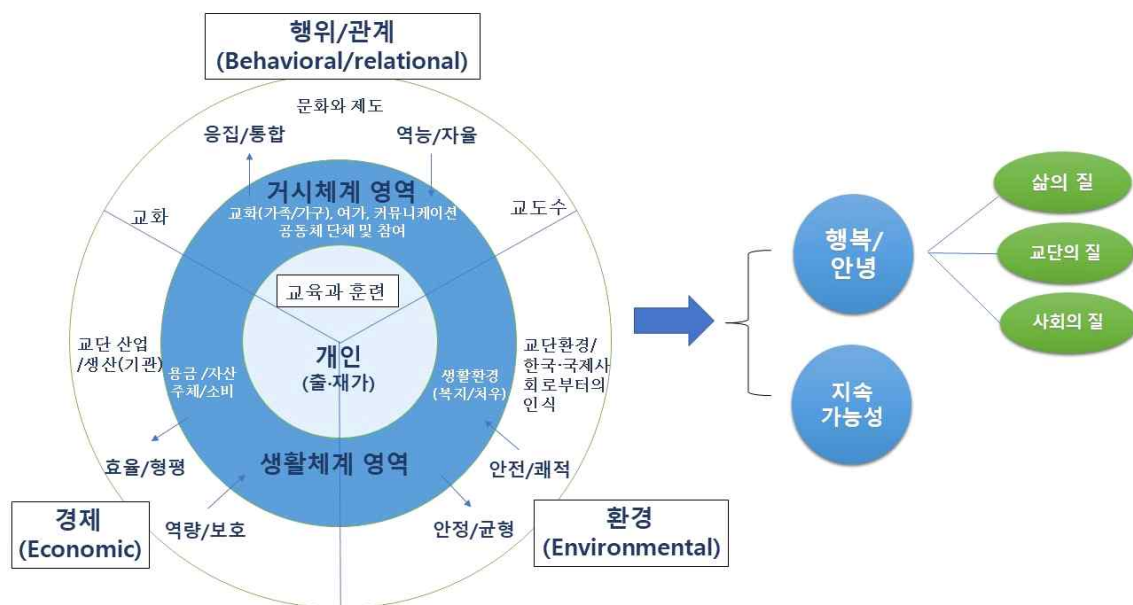 행위/관계
(Behavioral/relational)
문화와 제도
응집/통합
역능/자율
거시체계 영역
교화
교화(가족/가구), 여가, 커뮤니케이션
공동체 단체 및 참여
교도수
교육과 훈련
개인
(출·재가)
교단 산업
/생산(기관)
용금 /자산
주체/소비
생활환경
(복지/처우)
교단환경/
한국·국제사
회로부터의
인식
생활체계 영역
효율/형평
역량/보호
안전/쾌적
안정/균형
경제
(Economic)
환경
(Environmental)
행복/
안녕
지속
가능성
삶의 질
교단의 질
사회의 질